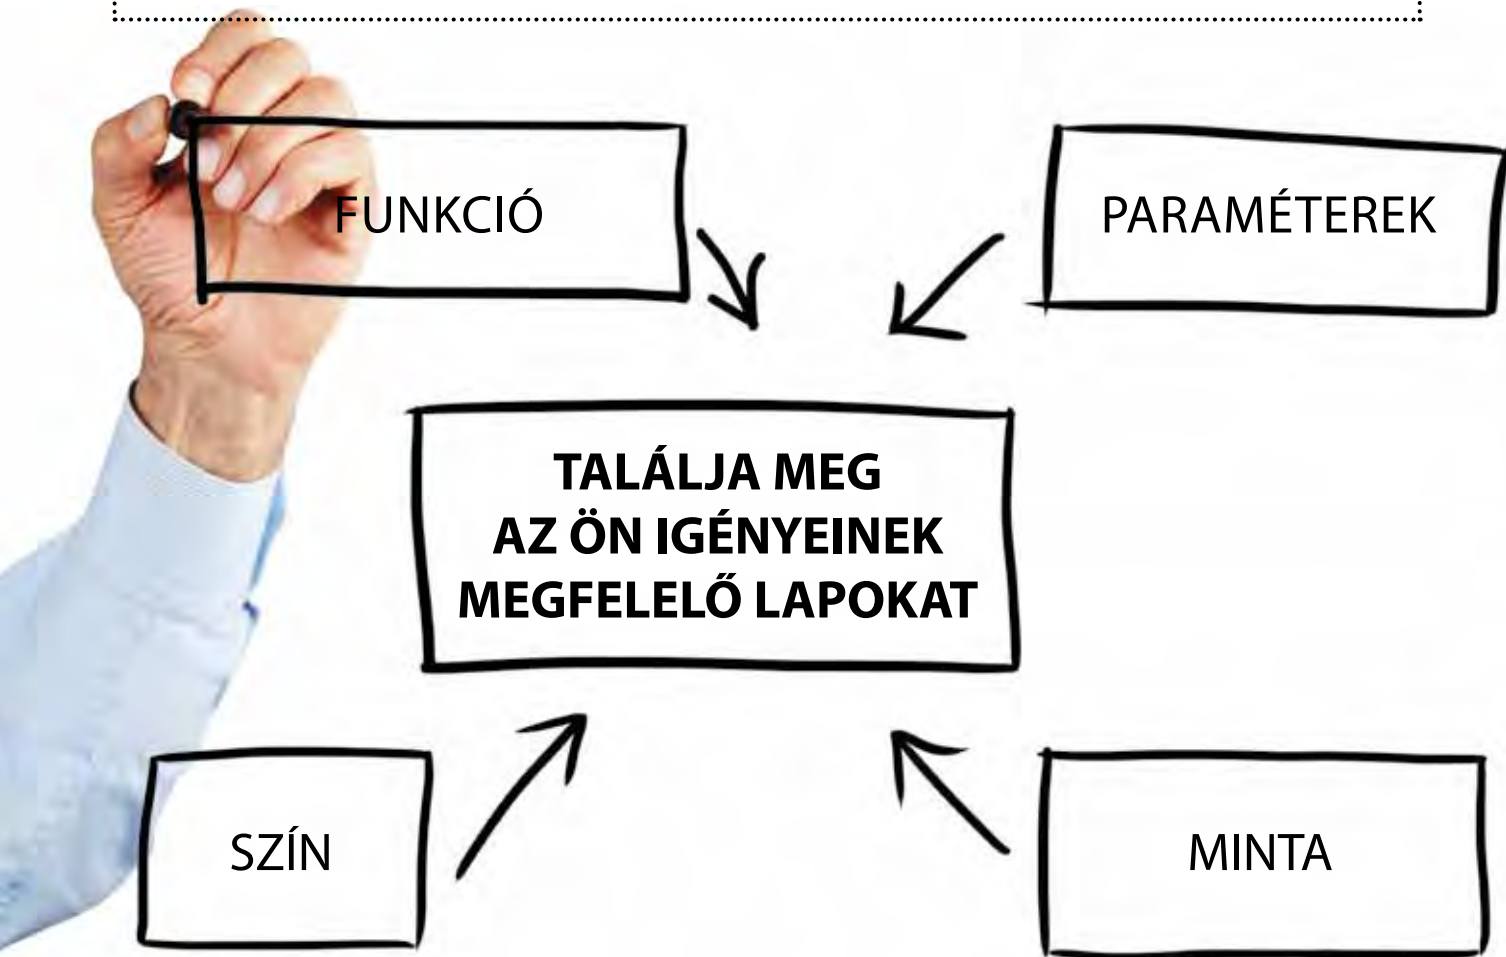 FUNKCIÓ
PARAMÉTEREK
TALÁLJA MEG
AZ ÖN IGÉNYEINEK
MEGFELELŐ LAPOKAT
SZÍN
MINTA